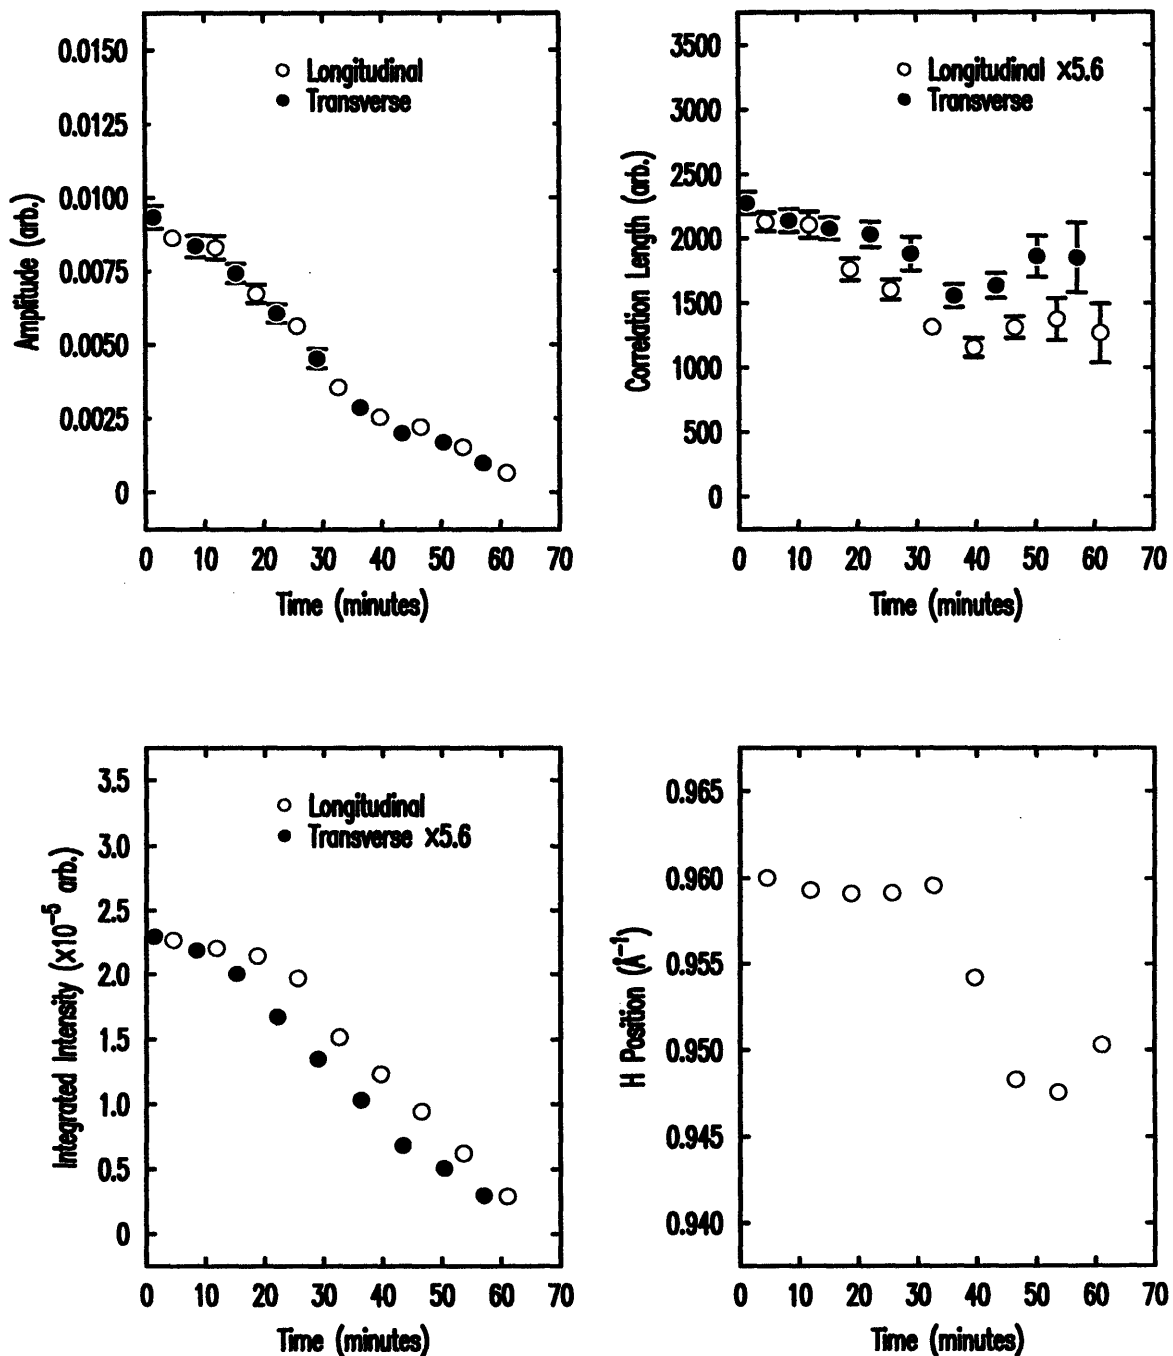 0.0150
0.0125
0.0100
0.0075
0.0050
0.0025
0
Amplitude (arb.)
Longitudinal
Transverse
0 10 20 30 40 50 60 70
Time (minutes)
3500
3000
2500
2000
1500
1000
500
0
Correlation Length (arb.)
Longitudinal ×5.6
Transverse
0 10 20 30 40 50 60 70
Time (minutes)
3.5
3.0
2.5
2.0
1.5
1.0
0.5
0
Integrated Intensity (×10⁻⁵ arb.)
Longitudinal
Transverse ×5.6
0 10 20 30 40 50 60 70
Time (minutes)
0.965
0.960
0.955
0.950
0.945
0.940
H Position (Å⁻¹)
0 10 20 30 40 50 60 70
Time (minutes)